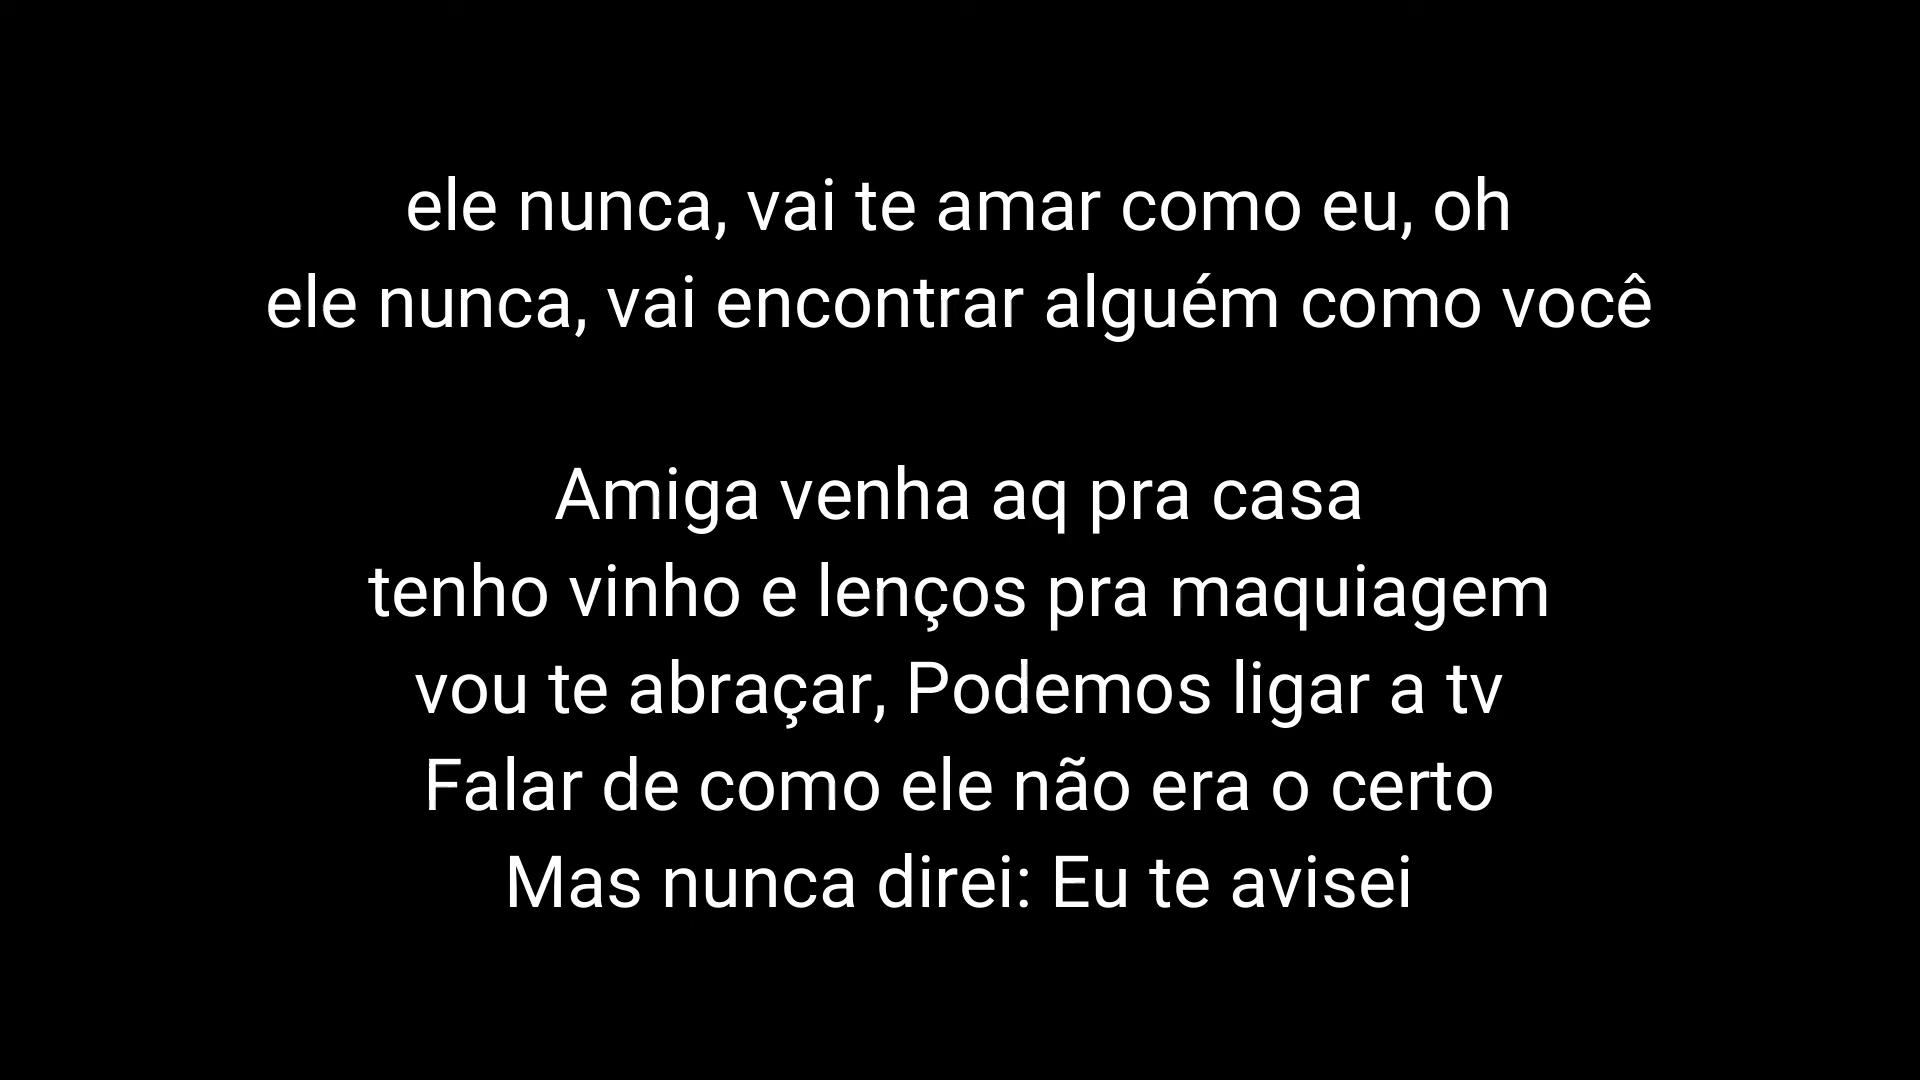 ele nunca, vai te amar como eu, oh
ele nunca, vai encontrar alguém como você
Amiga venha aq pra casa
tenho vinho e lenços pra maquiagem
vou te abraçar, Podemos ligar a tv
Falar de como ele não era o certo
Mas nunca direi: Eu te avisei